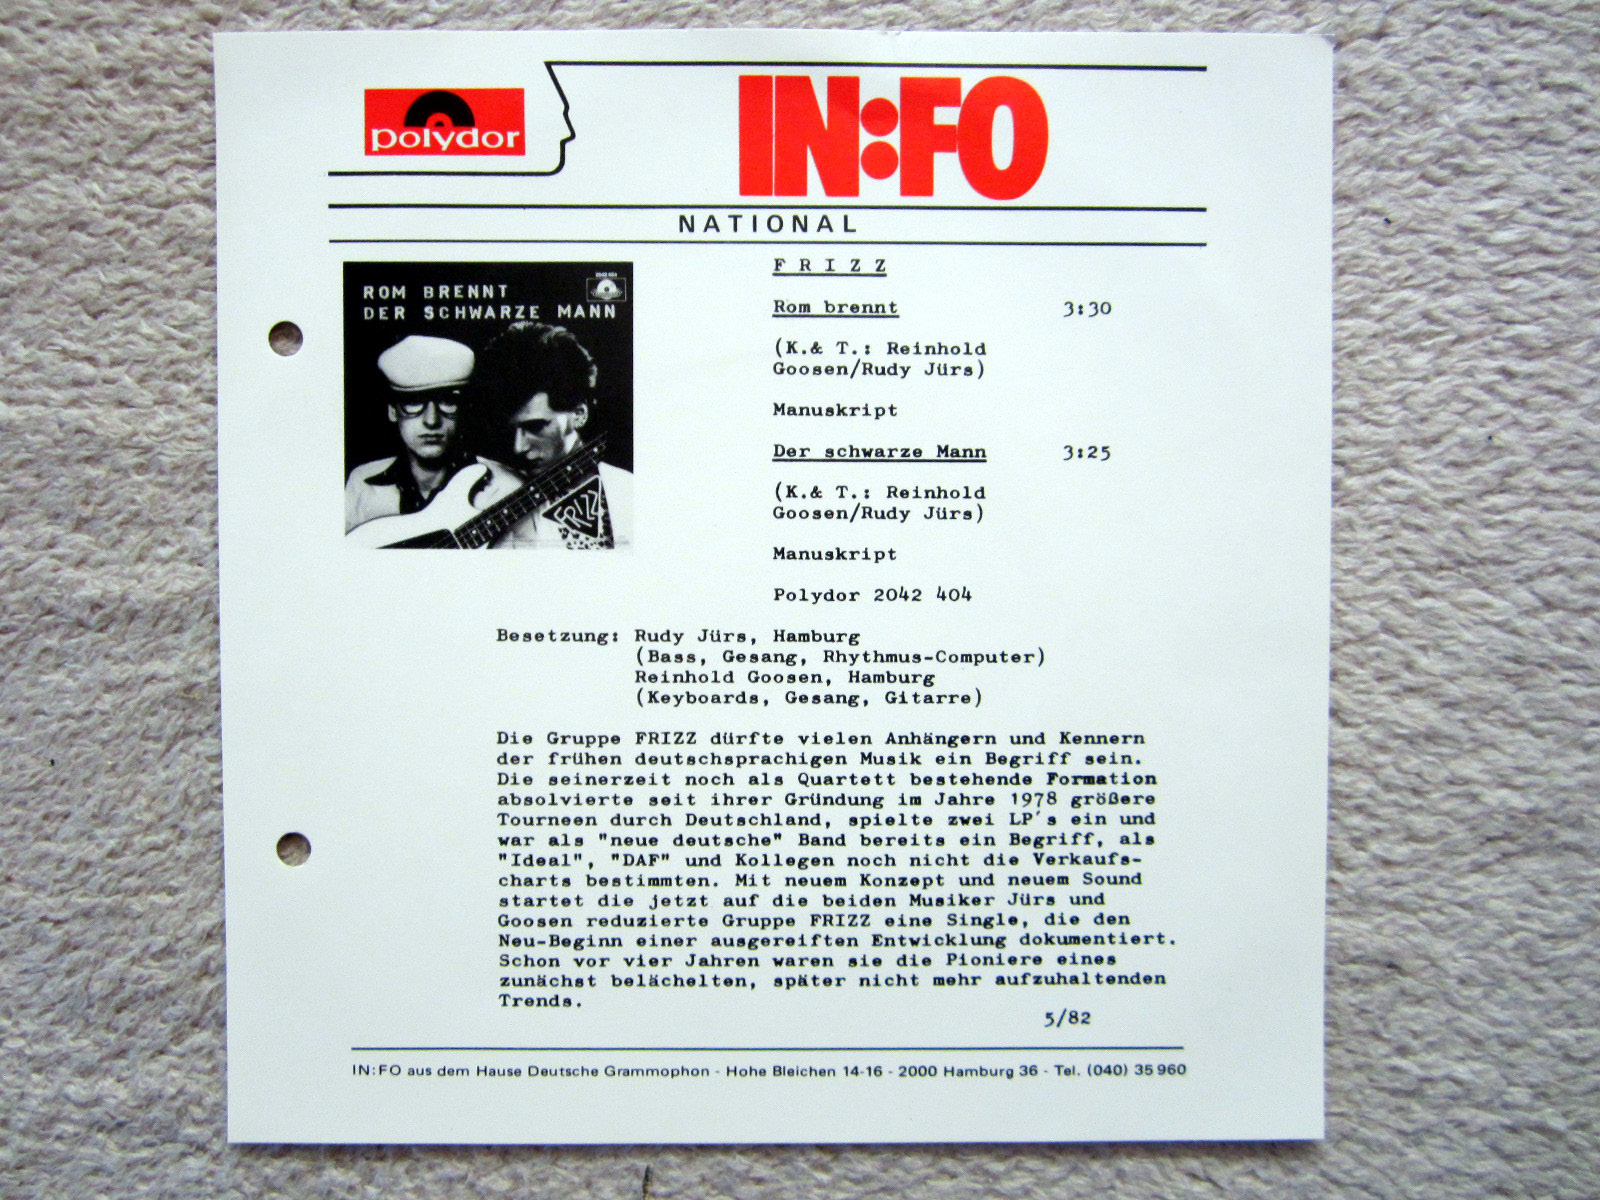 polydor
IN:FO
NATIONAL
ROM BRENNT
DER SCHWARZE MANN
FRIZZ
F R I Z Z
Rom brennt 3:30
(K.& T.: Reinhold
Goosen/Rudy Jürs)
Manuskript
Der schwarze Mann 3:25
(K.& T.: Reinhold
Goosen/Rudy Jürs)
Manuskript
Polydor 2042 404
Besetzung: Rudy Jürs, Hamburg
(Bass, Gesang, Rhythmus-Computer)
Reinhold Goosen, Hamburg
(Keyboards, Gesang, Gitarre)
Die Gruppe FRIZZ dürfte vielen Anhängern und Kennern
der frühen deutschsprachigen Musik ein Begriff sein.
Die seinerzeit noch als Quartett bestehende Formation
absolvierte seit ihrer Gründung im Jahre 1978 größere
Tourneen durch Deutschland, spielte zwei LP's ein und
war als "neue deutsche" Band bereits ein Begriff, als
"Ideal", "DAF" und Kollegen noch nicht die Verkaufs-
charts bestimmten. Mit neuem Konzept und neuem Sound
startet die jetzt auf die beiden Musiker Jürs und
Goosen reduzierte Gruppe FRIZZ eine Single, die den
Neu-Beginn einer ausgereiften Entwicklung dokumentiert.
Schon vor vier Jahren waren sie die Pioniere eines
zunächst belächelten, später nicht mehr aufzuhaltenden
Trends.
5/82
IN:FO aus dem Hause Deutsche Grammophon - Hohe Bleichen 14-16 - 2000 Hamburg 36 - Tel. (040) 35 960